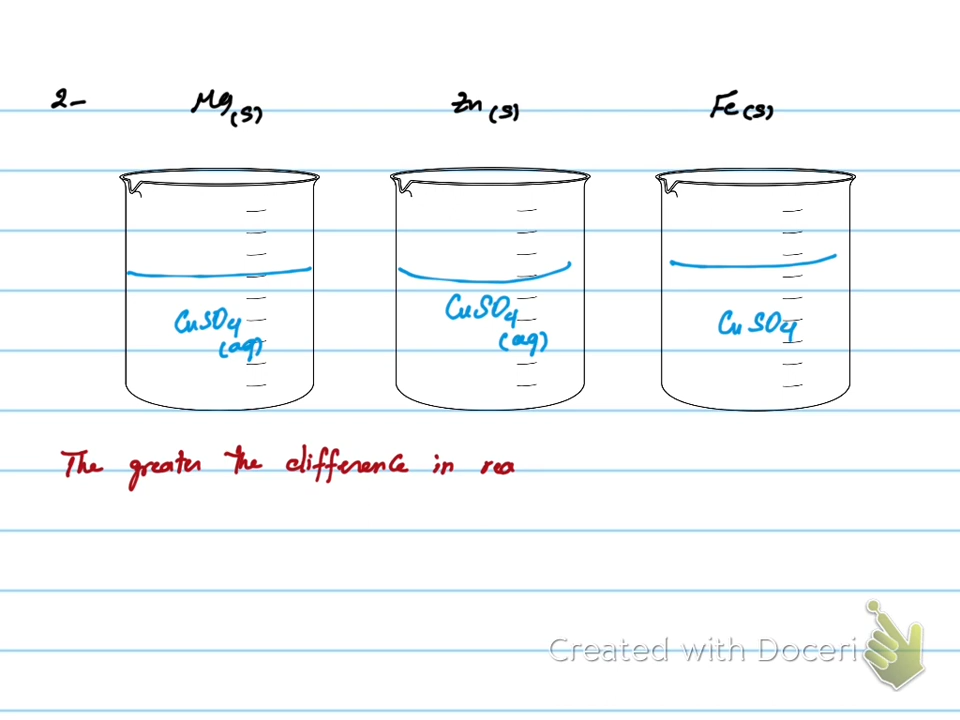 2- Mg(s) Zn(s) Fe(s)
CuSO4 CuSO4 CuSO4
(aq) (aq)
The greater the difference in rea
Created with Doceri